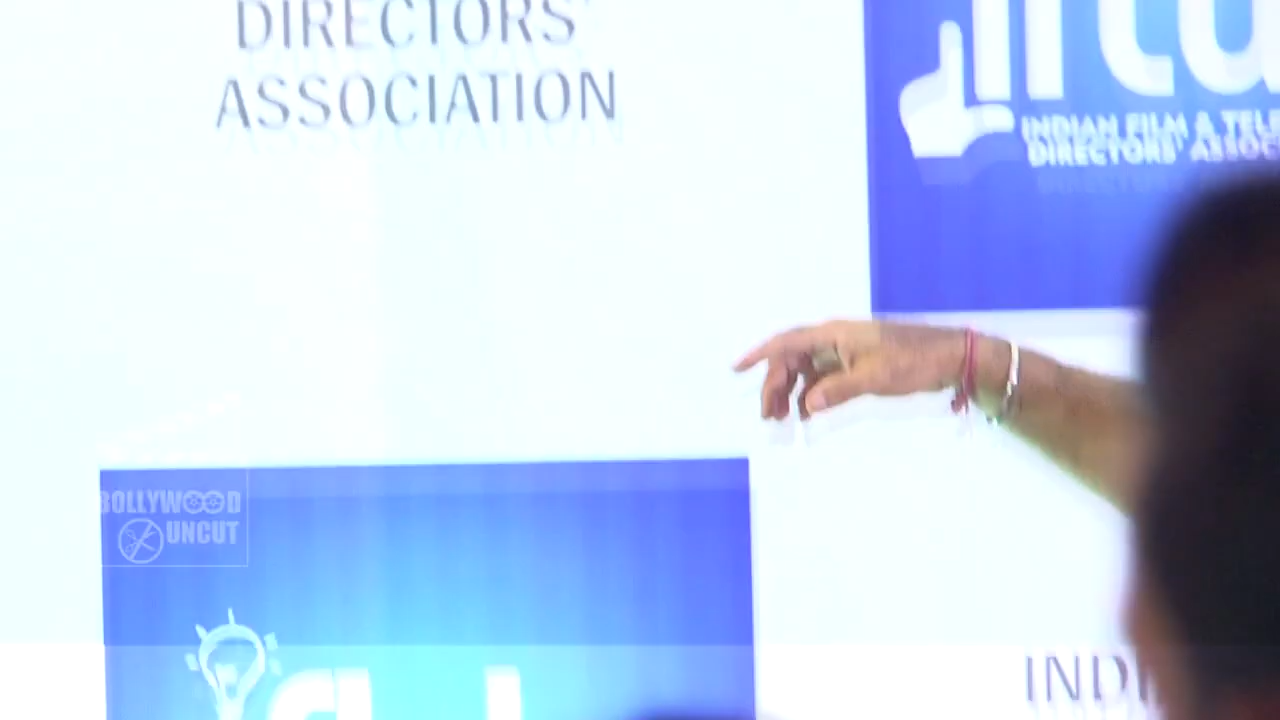 DIRECTORS'
ASSOCIATION
INDIAN FILM & TELE
DIRECTORS' ASSOC
BOLLYWOOD
UNCUT
INDI